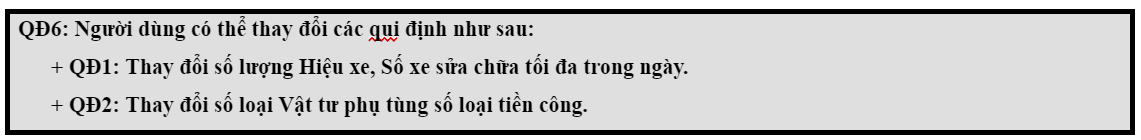 QĐ6: Người dùng có thể thay đổi các qui định như sau:
+ QĐ1: Thay đổi số lượng Hiệu xe, Số xe sửa chữa tối đa trong ngày.
+ QĐ2: Thay đổi số loại Vật tư phụ tùng số loại tiền công.